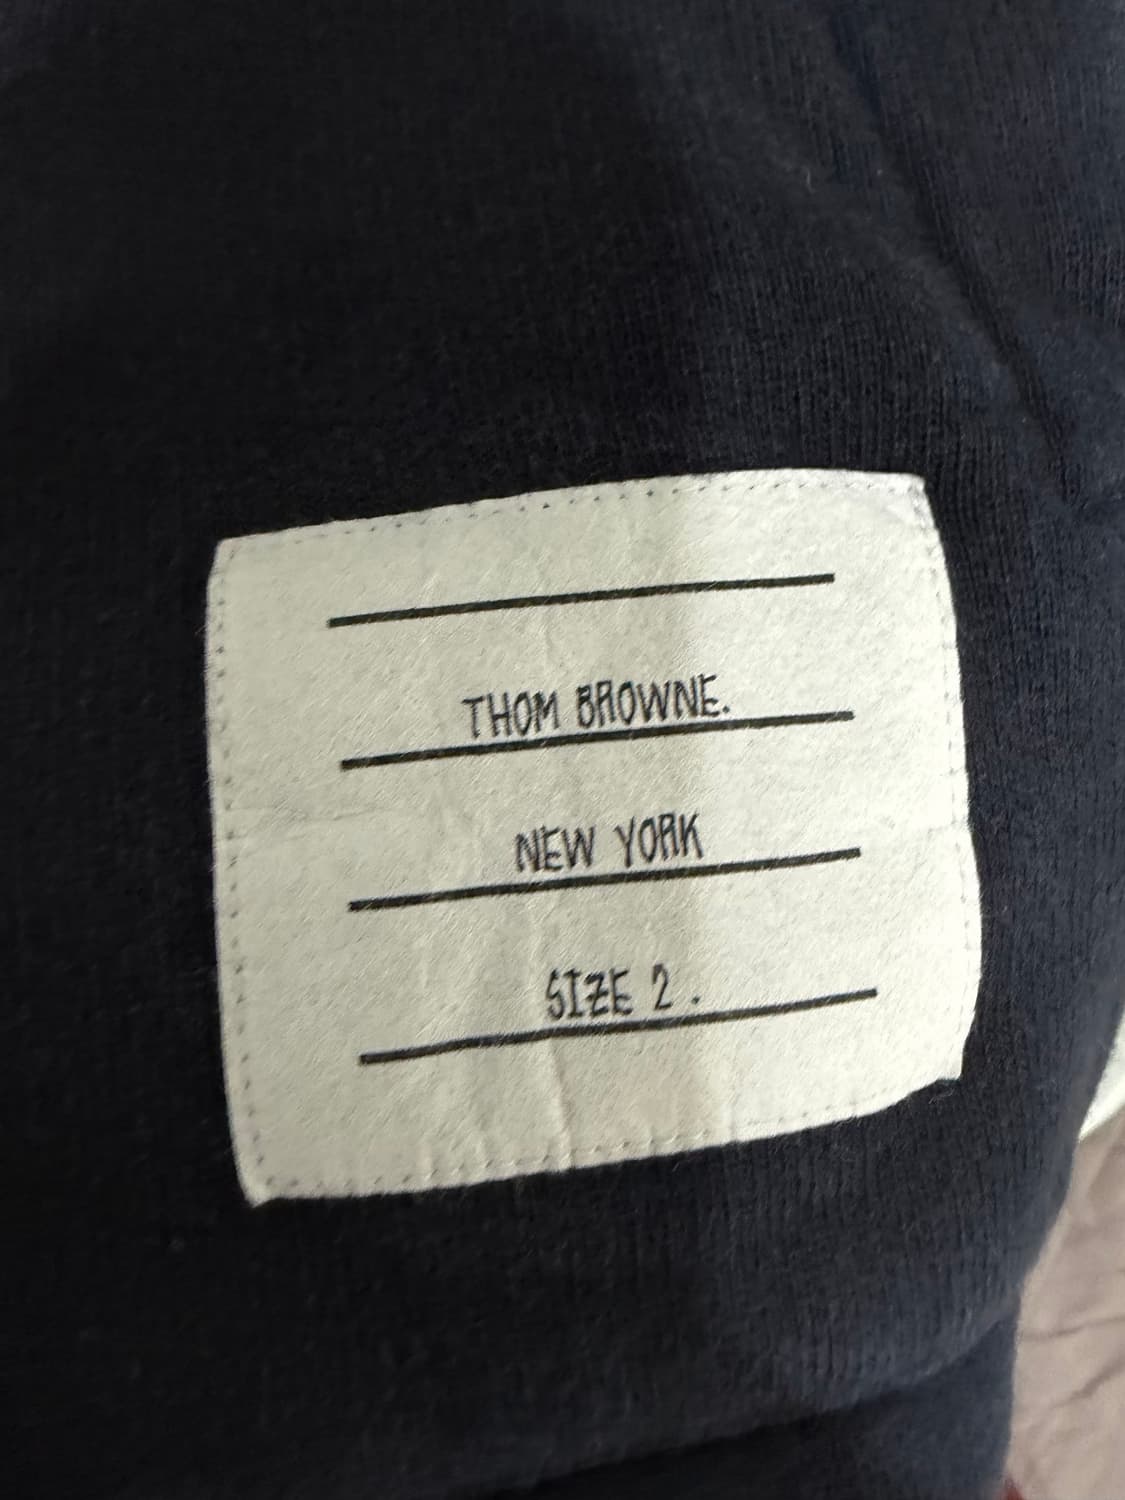 THOM BROWNE.
NEW YORK
SIZE 2.